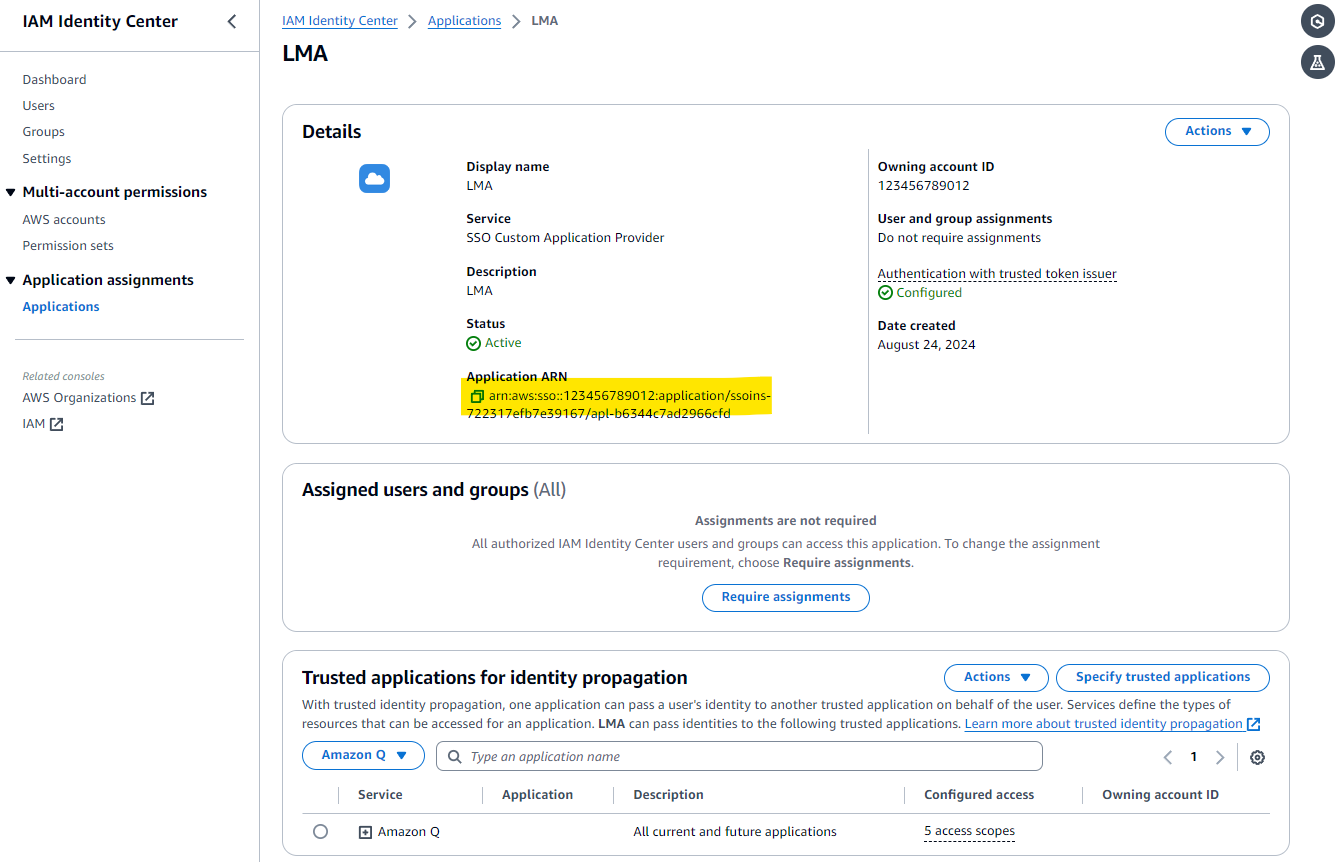 IAM Identity Center
Dashboard
Users
Groups
Settings
Multi-account permissions
AWS accounts
Permission sets
Application assignments
Applications
Related consoles
AWS Organizations
IAM
IAM Identity Center > Applications > LMA
LMA
Details
Actions
Display name
LMA
Service
SSO Custom Application Provider
Description
LMA
Status
Active
Application ARN
arn:aws:sso::123456789012:application/ssoins-
722317efb7e39167/apl-b6344c7ad2966cfd
Owning account ID
123456789012
User and group assignments
Do not require assignments
Authentication with trusted token issuer
Configured
Date created
August 24, 2024
Assigned users and groups (All)
Assignments are not required
All authorized IAM Identity Center users and groups can access this application. To change the assignment
requirement, choose Require assignments.
Require assignments
Trusted applications for identity propagation
Actions
Specify trusted applications
With trusted identity propagation, one application can pass a user's identity to another trusted application on behalf of the user. Services define the types of
resources that can be accessed for an application. LMA can pass identities to the following trusted applications. Learn more about trusted identity propagation
Amazon Q
Type an application name
1
Service Application Description Configured access Owning account ID
Amazon Q All current and future applications 5 access scopes